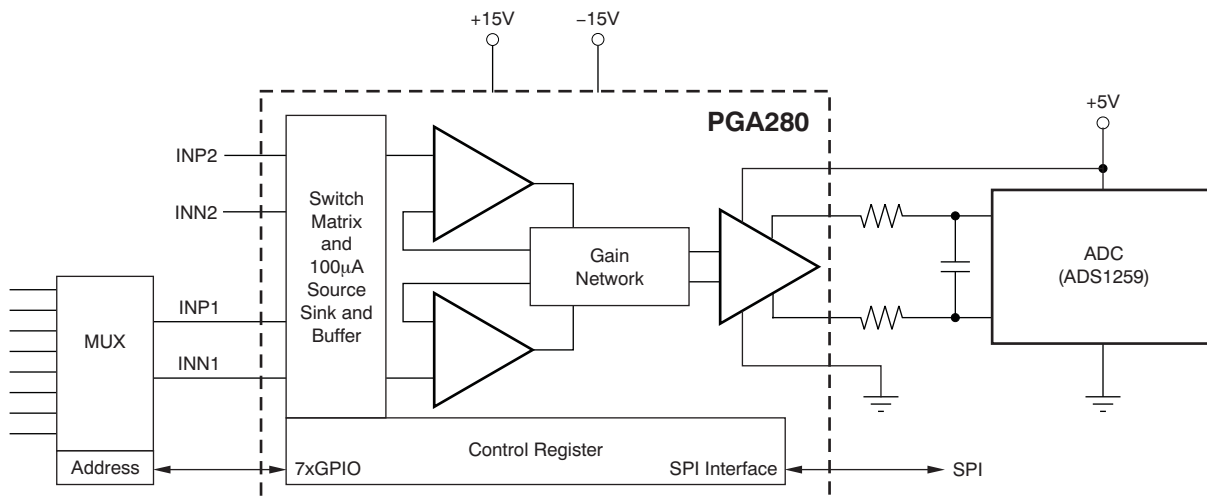 +15V
−15V
PGA280
+5V
INP2
INN2
INP1
INN1
MUX
Address
Switch
Matrix
and
100μA
Source
Sink and
Buffer
Gain
Network
ADC
(ADS1259)
Control Register
7xGPIO
SPI Interface
SPI